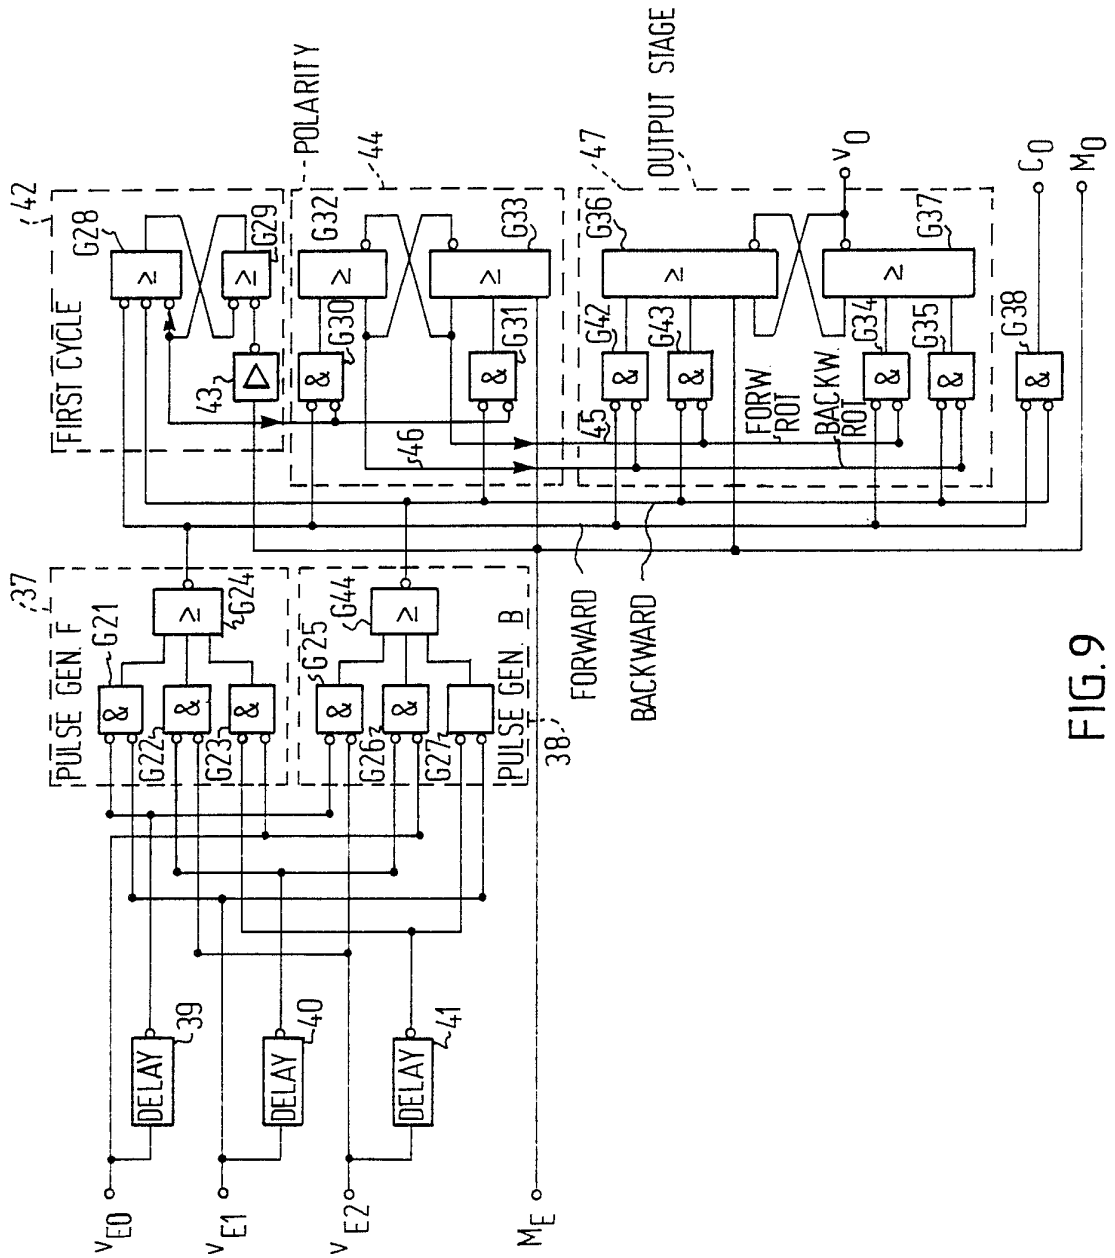 FIRST CYCLE
42
G28
≥
G29
≥
43
POLARITY
44
G32
≥
G33
≥
G30
&
G31
&
46
OUTPUT STAGE
47
G36
≥
G37
≥
G42
&
G43
&
G34
&
G35
&
45
FORW.
ROT
BACKW.
ROT
G38
&
V0
C0
M0
PULSE GEN. F
37
G21
&
G22
&
G23
&
G24
≥
PULSE GEN. B
38
G25
&
G26
&
G27
G44
≥
FORWARD
BACKWARD
DELAY
39
DELAY
40
DELAY
41
VE0
VE1
VE2
ME
FIG. 9